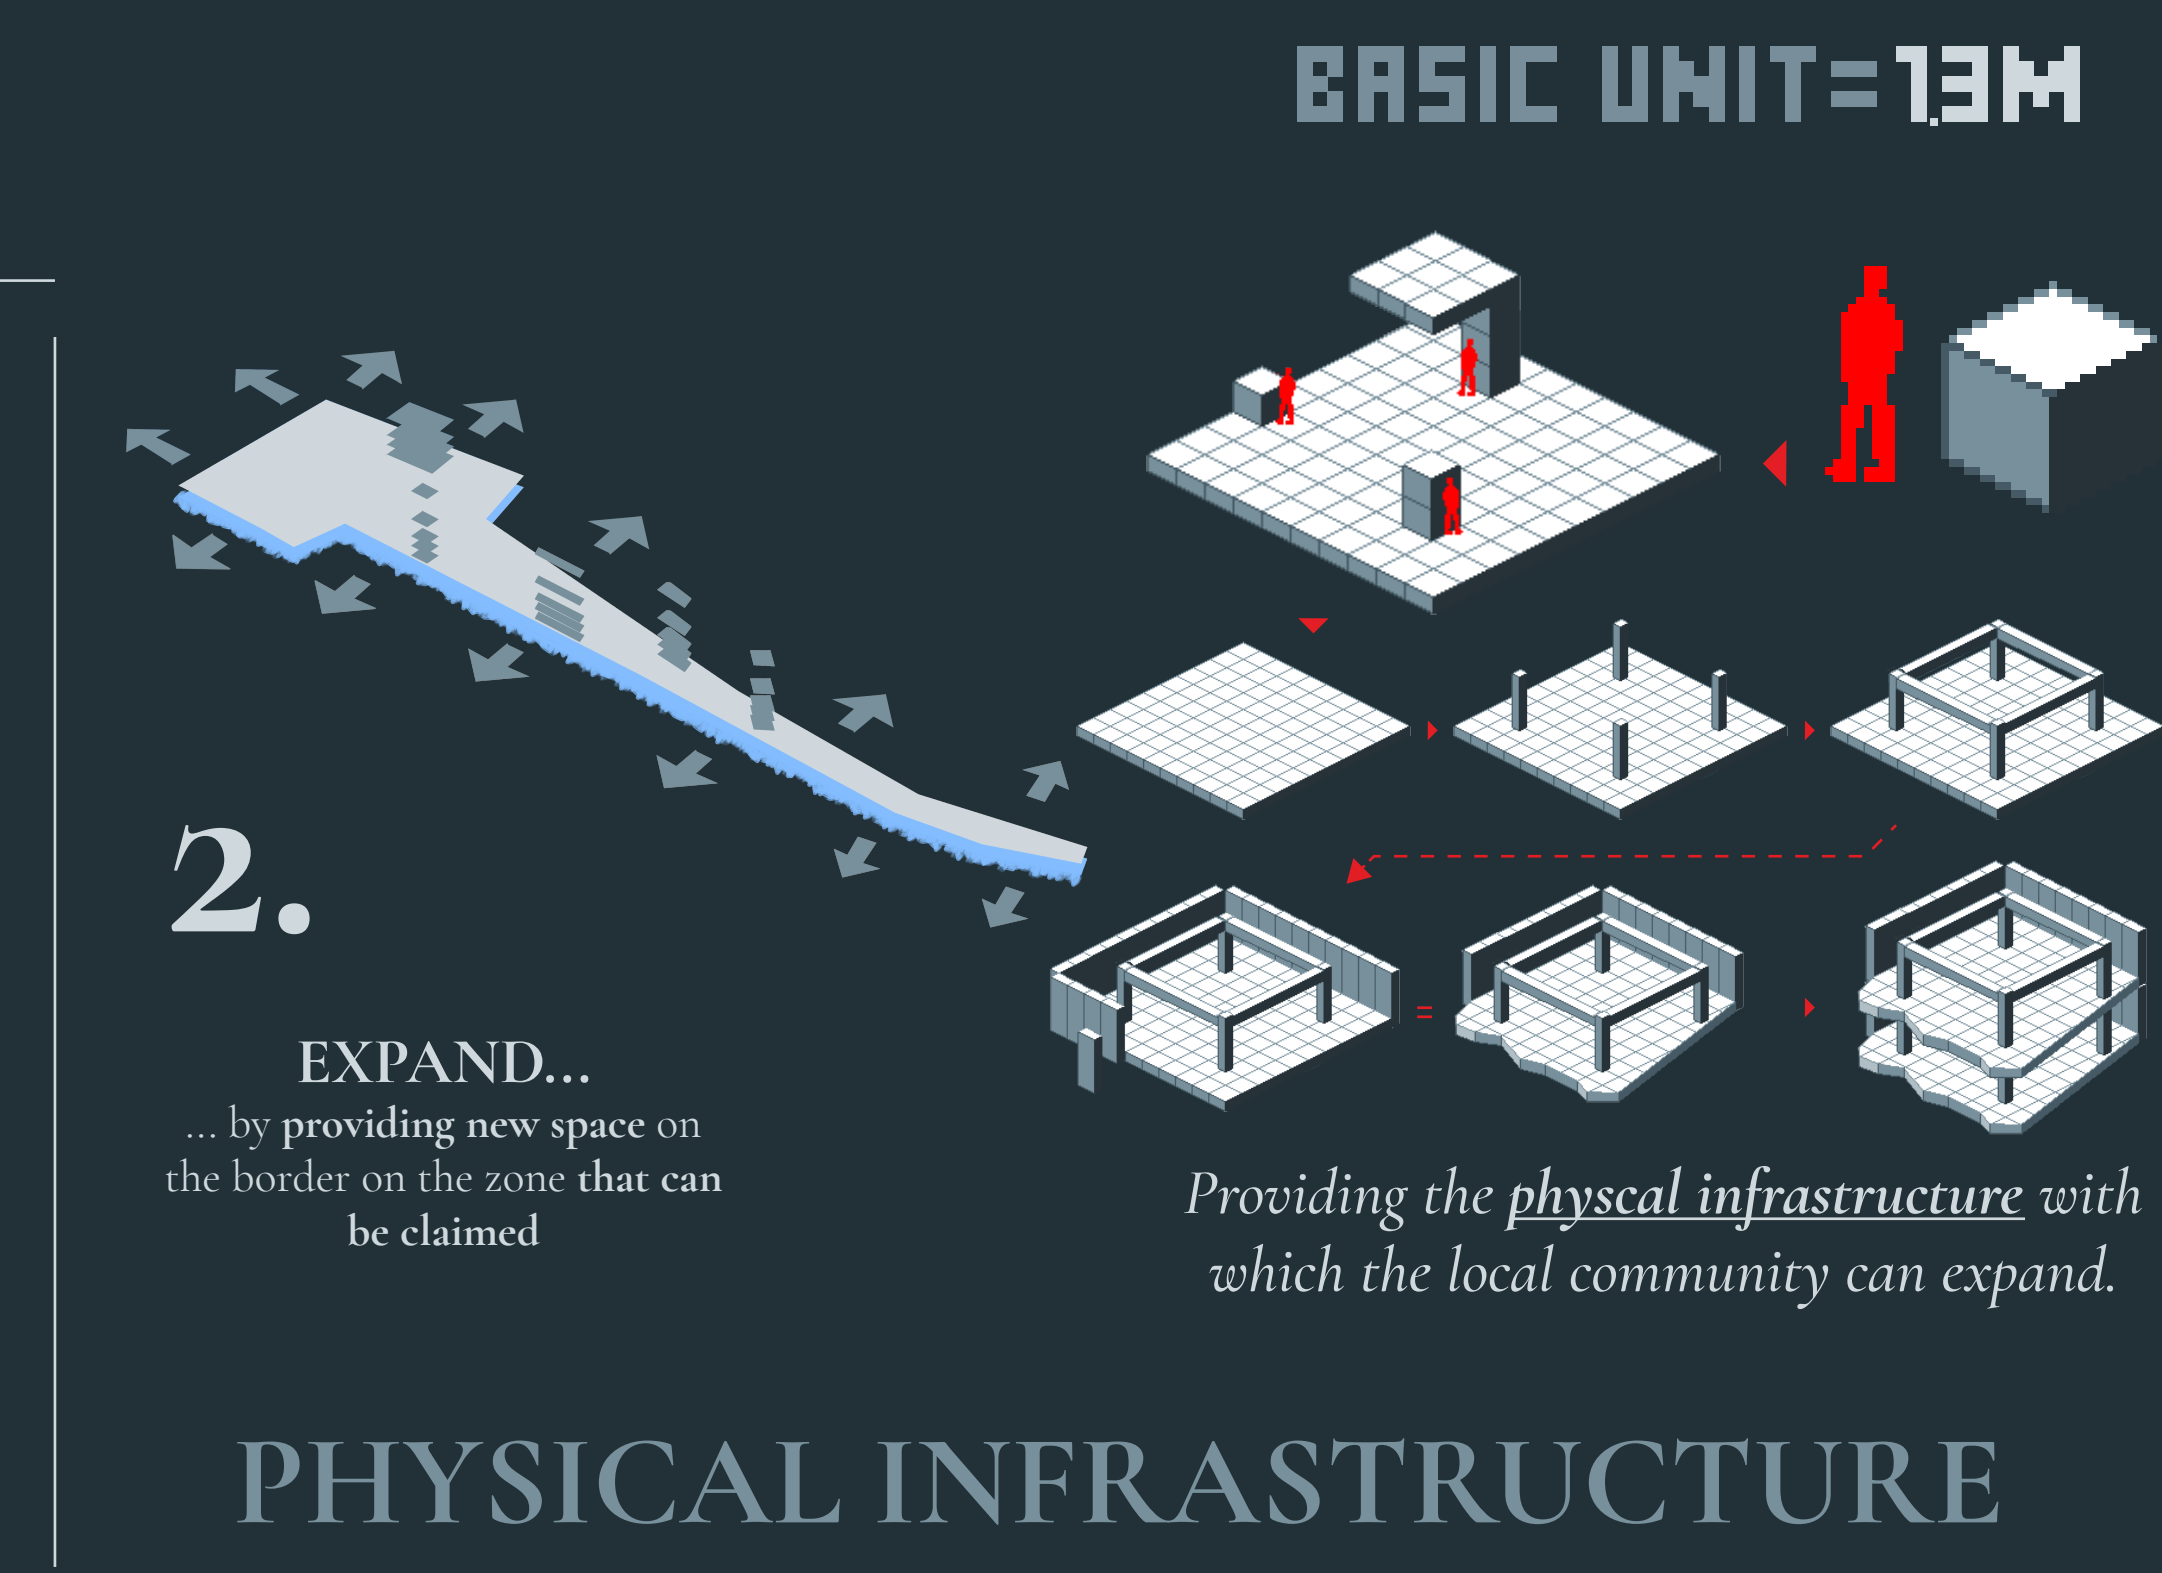 BASIC UNIT=1.3M
2.
EXPAND...
... by providing new space on
the border on the zone that can
be claimed
Providing the physcal infrastructure with
which the local community can expand.
PHYSICAL INFRASTRUCTURE